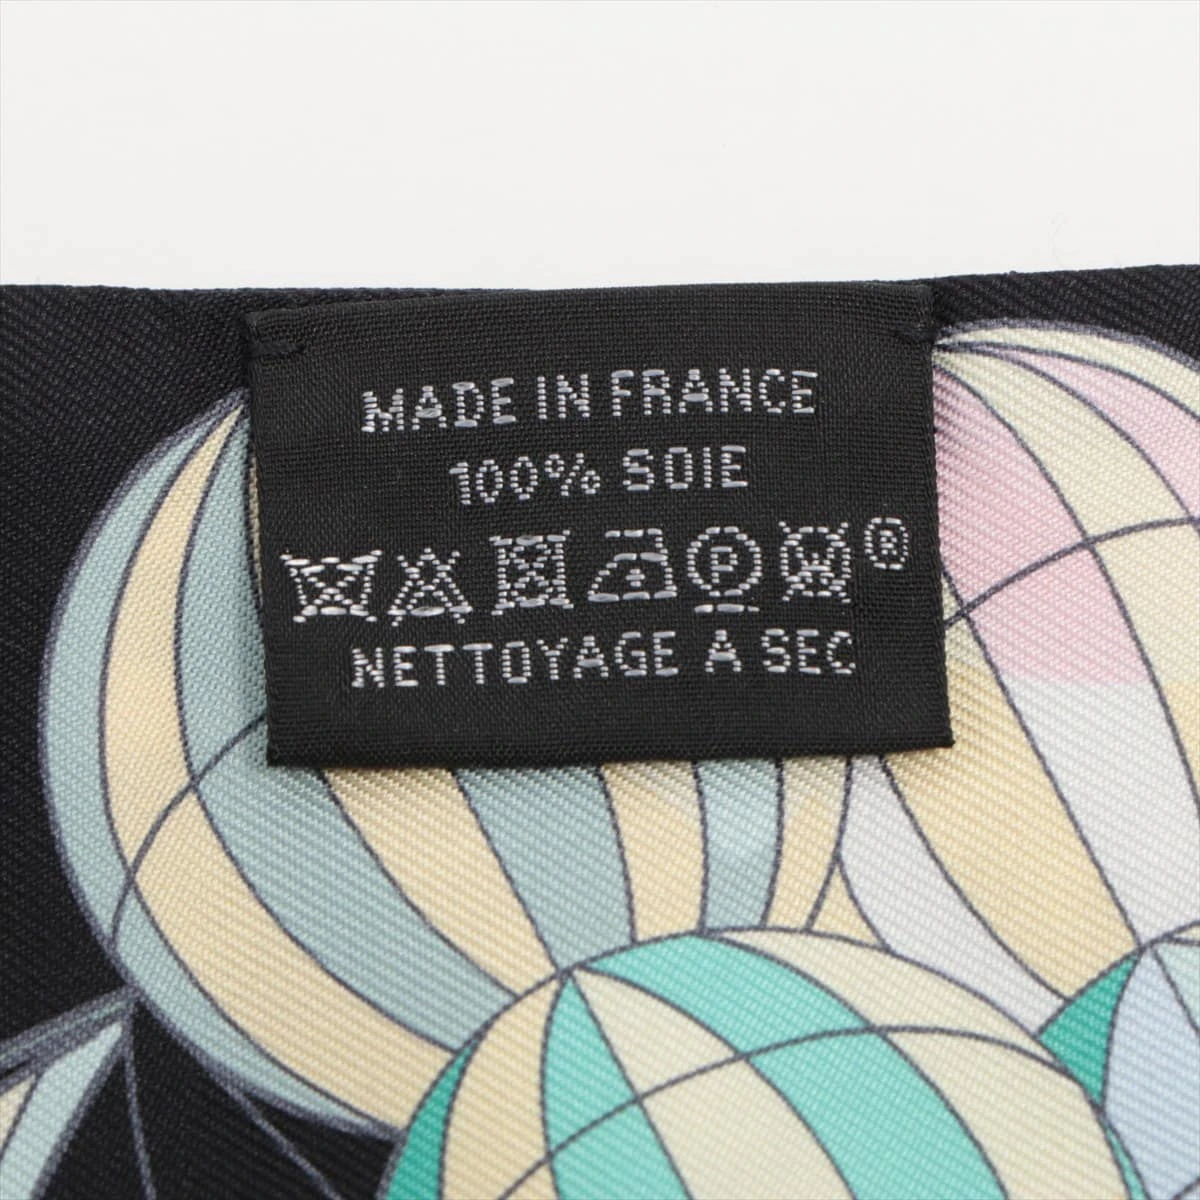 MADE IN FRANCE
100% SOIE
P ®
NETTOYAGE A SEC